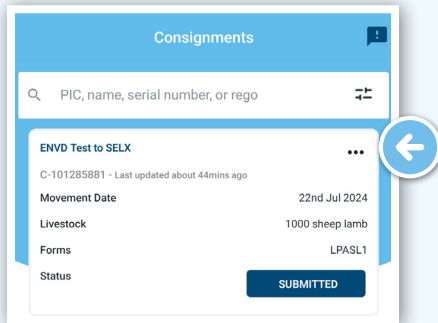 Consignments
PIC, name, serial number, or rego
ENVD Test to SELX
C-101285881 - Last updated about 44mins ago
Movement Date 22nd Jul 2024
Livestock 1000 sheep lamb
Forms LPASL1
Status SUBMITTED